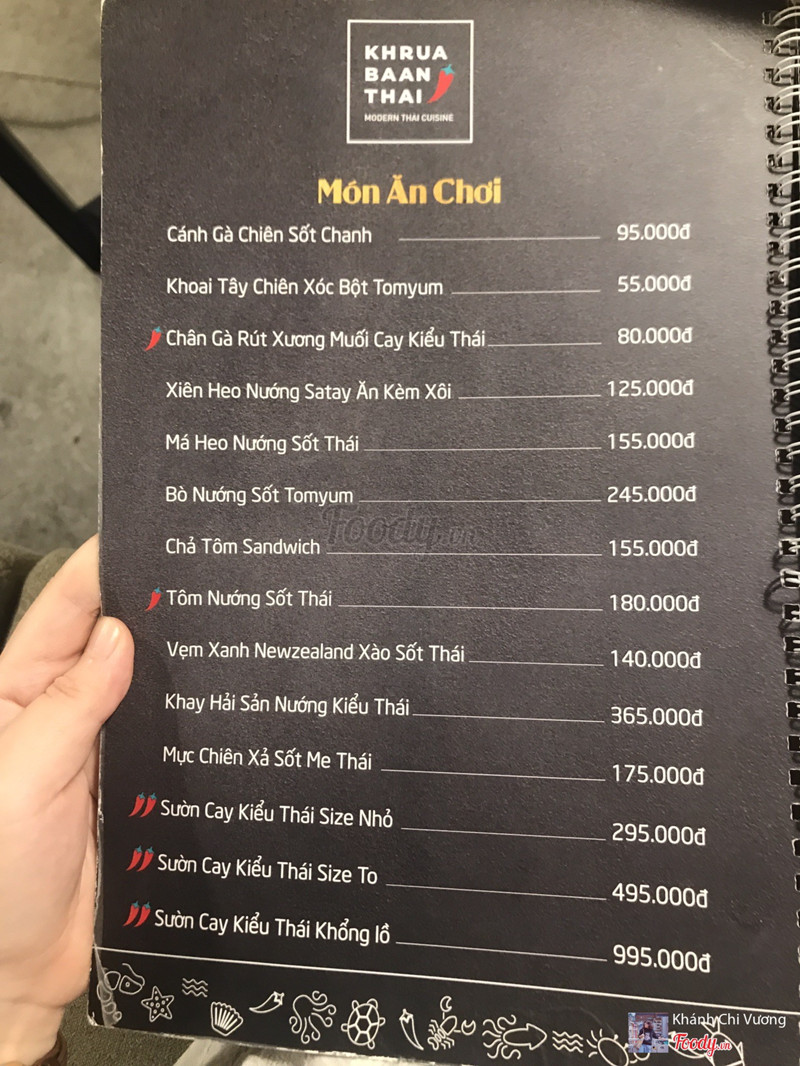 KHRUA
BAAN
THAI
MODERN THAI CUISINE
Món Ăn Chơi
Cánh Gà Chiên Sốt Chanh 95.000đ
Khoai Tây Chiên Xóc Bột Tomyum 55.000đ
Chân Gà Rút Xương Muối Cay Kiểu Thái 80.000đ
Xiên Heo Nướng Satay Ăn Kèm Xôi 125.000đ
Má Heo Nướng Sốt Thái 155.000đ
Bò Nướng Sốt Tomyum 245.000đ
Foody.vn
Chả Tôm Sandwich 155.000đ
Tôm Nướng Sốt Thái 180.000đ
Vẹm Xanh Newzealand Xào Sốt Thái 140.000đ
Khay Hải Sản Nướng Kiểu Thái 365.000đ
Mực Chiên Xả Sốt Me Thái 175.000đ
Sườn Cay Kiểu Thái Size Nhỏ 295.000đ
Sườn Cay Kiểu Thái Size To 495.000đ
Sườn Cay Kiểu Thái Khổng lồ 995.000đ
Khánh Chi Vương
Foody.vn